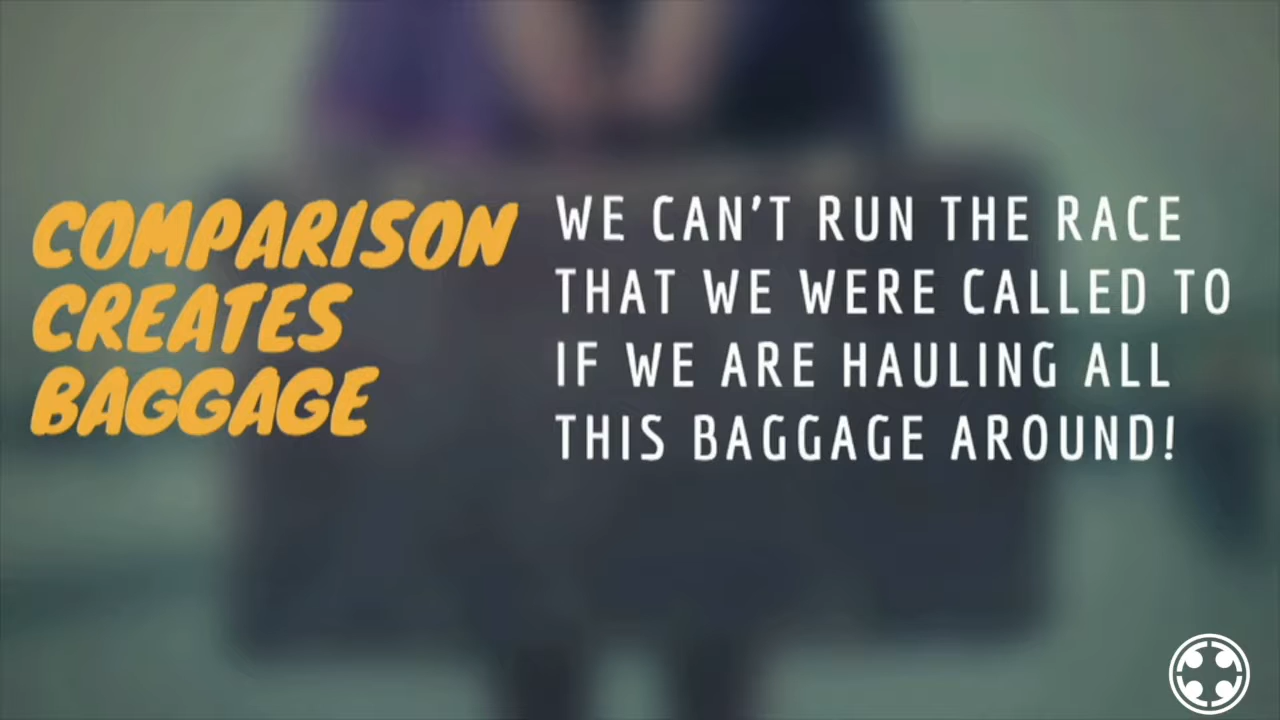 COMPARISON
CREATES
BAGGAGE
WE CAN'T RUN THE RACE
THAT WE WERE CALLED TO
IF WE ARE HAULING ALL
THIS BAGGAGE AROUND!